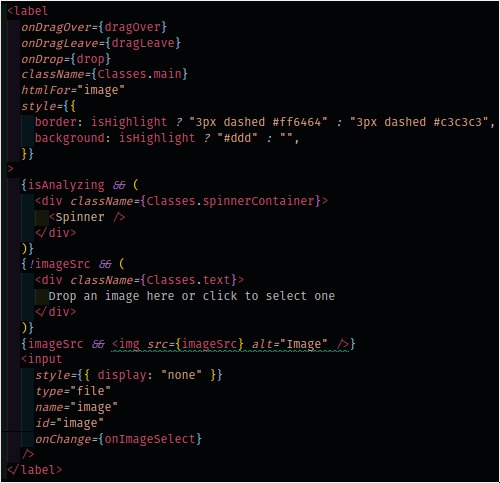 <label
onDragOver={dragOver}
onDragLeave={dragLeave}
onDrop={drop}
className={Classes.main}
htmlFor="image"
style={{
border: isHighlight ? "3px dashed #ff6464" : "3px dashed #c3c3c3",
background: isHighlight ? "#ddd" : "",
}}
>
{isAnalyzing && (
<div className={Classes.spinnerContainer}>
<Spinner />
</div>
)}
{!imageSrc && (
<div className={Classes.text}>
Drop an image here or click to select one
</div>
)}
{imageSrc && <img src={imageSrc} alt="Image" />}
<input
style={{ display: "none" }}
type="file"
name="image"
id="image"
onChange={onImageSelect}
/>
</label>